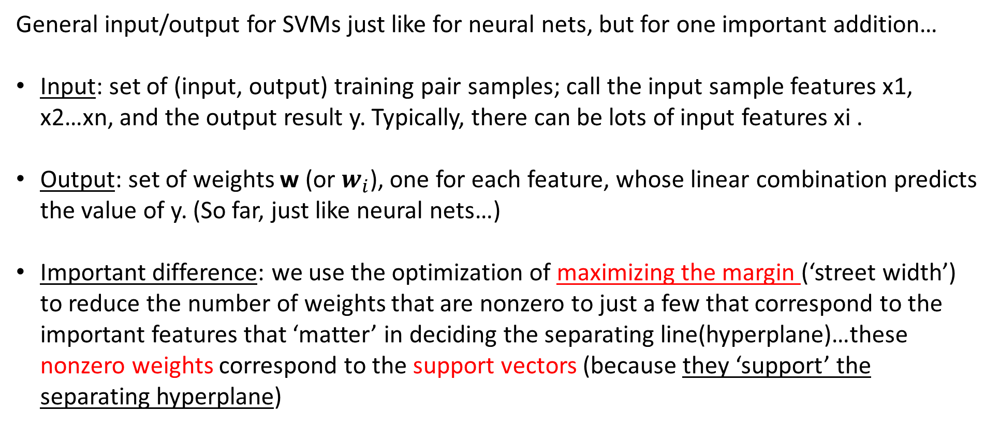 General input/output for SVMs just like for neural nets, but for one important addition…
• Input: set of (input, output) training pair samples; call the input sample features x1,
x2…xn, and the output result y. Typically, there can be lots of input features xi .
• Output: set of weights w (or wᵢ), one for each feature, whose linear combination predicts
the value of y. (So far, just like neural nets…)
• Important difference: we use the optimization of maximizing the margin (‘street width’)
to reduce the number of weights that are nonzero to just a few that correspond to the
important features that ‘matter’ in deciding the separating line(hyperplane)…these
nonzero weights correspond to the support vectors (because they ‘support’ the
separating hyperplane)